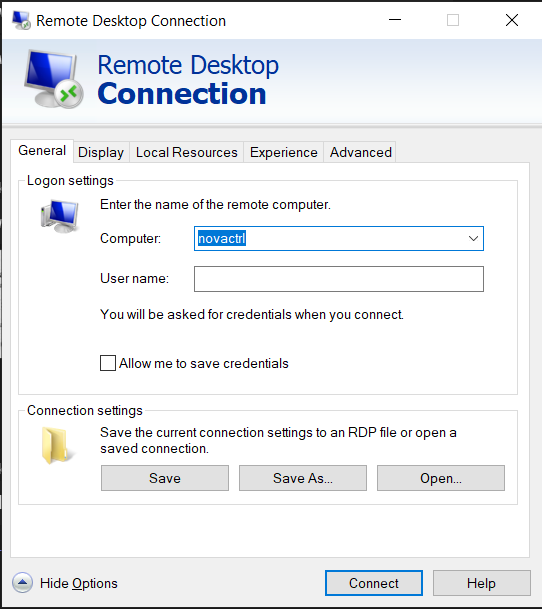 Remote Desktop Connection
Remote Desktop
Connection
General
Display
Local Resources
Experience
Advanced
Logon settings
Enter the name of the remote computer.
Computer:
novactrl
User name:
You will be asked for credentials when you connect.
Allow me to save credentials
Connection settings
Save the current connection settings to an RDP file or open a
saved connection.
Save
Save As...
Open...
Hide Options
Connect
Help